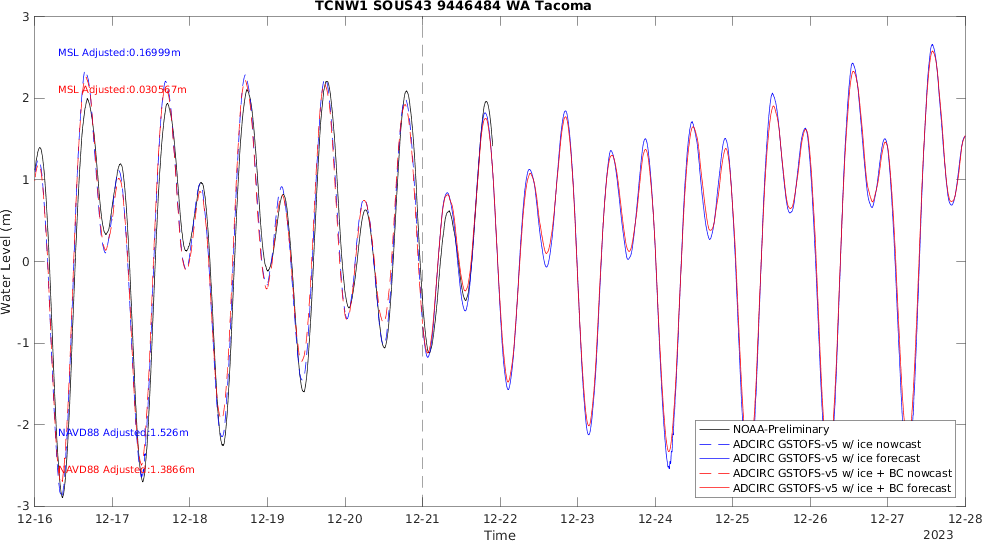 TCNW1 SOUS43 9446484 WA Tacoma
MSL Adjusted:0.16999m
MSL Adjusted:0.030567m
NAVD88 Adjusted:1.526m
NAVD88 Adjusted:1.3866m
Water Level (m)
3
2
1
0
-1
-2
-3
NOAA-Preliminary
ADCIRC GSTOFS-v5 w/ ice nowcast
ADCIRC GSTOFS-v5 w/ ice forecast
ADCIRC GSTOFS-v5 w/ ice + BC nowcast
ADCIRC GSTOFS-v5 w/ ice + BC forecast
12-16 12-17 12-18 12-19 12-20 12-21 12-22 12-23 12-24 12-25 12-26 12-27 12-28
Time
2023